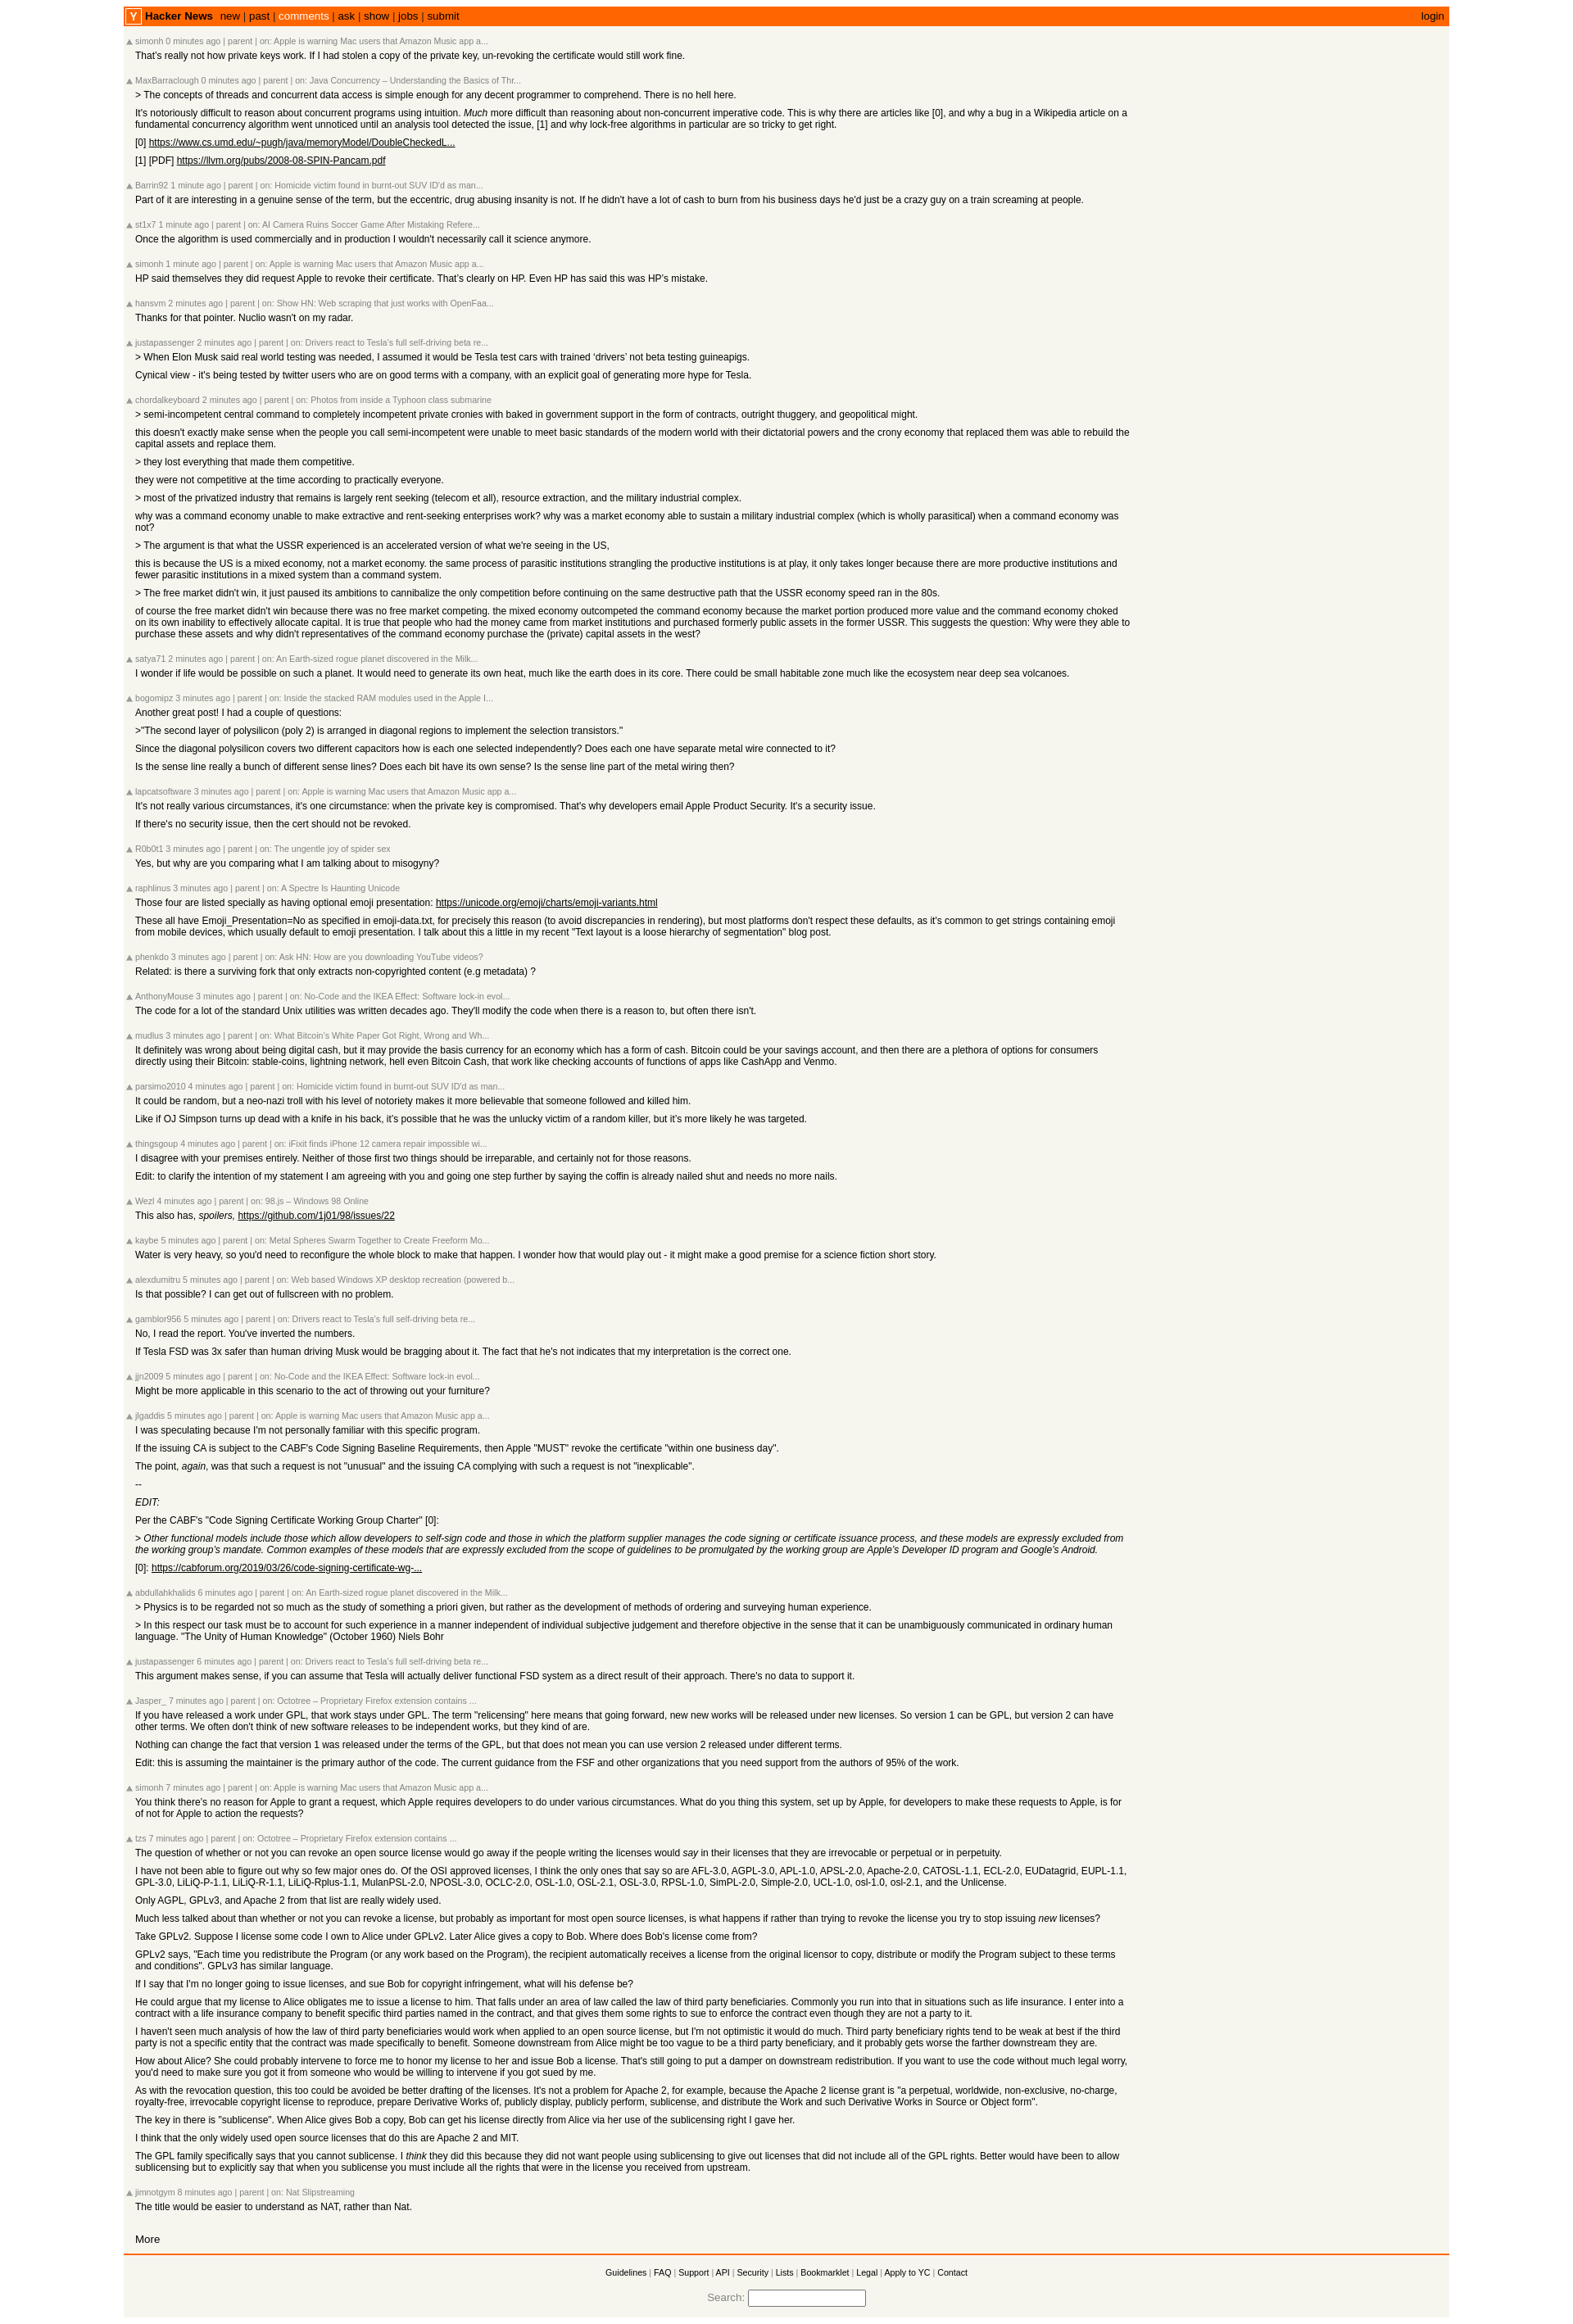 Y Hacker News new | past | comments | ask | show | jobs | submit login
simonh 0 minutes ago | parent | on: Apple is warning Mac users that Amazon Music app a...
That's really not how private keys work. If I had stolen a copy of the private key, un-revoking the certificate would still work fine.
MaxBarraclough 0 minutes ago | parent | on: Java Concurrency – Understanding the Basics of Thr...
> The concepts of threads and concurrent data access is simple enough for any decent programmer to comprehend. There is no hell here.
It's notoriously difficult to reason about concurrent programs using intuition. Much more difficult than reasoning about non-concurrent imperative code. This is why there are articles like [0], and why a bug in a Wikipedia article on a
fundamental concurrency algorithm went unnoticed until an analysis tool detected the issue, [1] and why lock-free algorithms in particular are so tricky to get right.
[0] https://www.cs.umd.edu/~pugh/java/memoryModel/DoubleCheckedL...
[1] [PDF] https://llvm.org/pubs/2008-08-SPIN-Pancam.pdf
Barrin92 1 minute ago | parent | on: Homicide victim found in burnt-out SUV ID'd as man...
Part of it are interesting in a genuine sense of the term, but the eccentric, drug abusing insanity is not. If he didn't have a lot of cash to burn from his business days he'd just be a crazy guy on a train screaming at people.
st1x7 1 minute ago | parent | on: AI Camera Ruins Soccer Game After Mistaking Refere...
Once the algorithm is used commercially and in production I wouldn't necessarily call it science anymore.
simonh 1 minute ago | parent | on: Apple is warning Mac users that Amazon Music app a...
HP said themselves they did request Apple to revoke their certificate. That's clearly on HP. Even HP has said this was HP's mistake.
hansvm 2 minutes ago | parent | on: Show HN: Web scraping that just works with OpenFaa...
Thanks for that pointer. Nuclio wasn't on my radar.
justapassenger 2 minutes ago | parent | on: Drivers react to Tesla's full self-driving beta re...
> When Elon Musk said real world testing was needed, I assumed it would be Tesla test cars with trained ‘drivers’ not beta testing guineapigs.
Cynical view - it's being tested by twitter users who are on good terms with a company, with an explicit goal of generating more hype for Tesla.
chordalkeyboard 2 minutes ago | parent | on: Photos from inside a Typhoon class submarine
> semi-incompetent central command to completely incompetent private cronies with baked in government support in the form of contracts, outright thuggery, and geopolitical might.
this doesn't exactly make sense when the people you call semi-incompetent were unable to meet basic standards of the modern world with their dictatorial powers and the crony economy that replaced them was able to rebuild the
capital assets and replace them.
> they lost everything that made them competitive.
they were not competitive at the time according to practically everyone.
> most of the privatized industry that remains is largely rent seeking (telecom et all), resource extraction, and the military industrial complex.
why was a command economy unable to make extractive and rent-seeking enterprises work? why was a market economy able to sustain a military industrial complex (which is wholly parasitical) when a command economy was
not?
> The argument is that what the USSR experienced is an accelerated version of what we're seeing in the US,
this is because the US is a mixed economy, not a market economy. the same process of parasitic institutions strangling the productive institutions is at play, it only takes longer because there are more productive institutions and
fewer parasitic institutions in a mixed system than a command system.
> The free market didn't win, it just paused its ambitions to cannibalize the only competition before continuing on the same destructive path that the USSR economy speed ran in the 80s.
of course the free market didn't win because there was no free market competing. the mixed economy outcompeted the command economy because the market portion produced more value and the command economy choked
on its own inability to effectively allocate capital. It is true that people who had the money came from market institutions and purchased formerly public assets in the former USSR. This suggests the question: Why were they able to
purchase these assets and why didn't representatives of the command economy purchase the (private) capital assets in the west?
satya71 2 minutes ago | parent | on: An Earth-sized rogue planet discovered in the Milk...
I wonder if life would be possible on such a planet. It would need to generate its own heat, much like the earth does in its core. There could be small habitable zone much like the ecosystem near deep sea volcanoes.
bogomipz 3 minutes ago | parent | on: Inside the stacked RAM modules used in the Apple I...
Another great post! I had a couple of questions:
>"The second layer of polysilicon (poly 2) is arranged in diagonal regions to implement the selection transistors."
Since the diagonal polysilicon covers two different capacitors how is each one selected independently? Does each one have separate metal wire connected to it?
Is the sense line really a bunch of different sense lines? Does each bit have its own sense? Is the sense line part of the metal wiring then?
lapcatsoftware 3 minutes ago | parent | on: Apple is warning Mac users that Amazon Music app a...
It's not really various circumstances, it's one circumstance: when the private key is compromised. That's why developers email Apple Product Security. It's a security issue.
If there's no security issue, then the cert should not be revoked.
R0b0t1 3 minutes ago | parent | on: The ungentle joy of spider sex
Yes, but why are you comparing what I am talking about to misogyny?
raphlinus 3 minutes ago | parent | on: A Spectre Is Haunting Unicode
Those four are listed specially as having optional emoji presentation: https://unicode.org/emoji/charts/emoji-variants.html
These all have Emoji_Presentation=No as specified in emoji-data.txt, for precisely this reason (to avoid discrepancies in rendering), but most platforms don't respect these defaults, as it's common to get strings containing emoji
from mobile devices, which usually default to emoji presentation. I talk about this a little in my recent "Text layout is a loose hierarchy of segmentation" blog post.
phenkdo 3 minutes ago | parent | on: Ask HN: How are you downloading YouTube videos?
Related: is there a surviving fork that only extracts non-copyrighted content (e.g metadata) ?
AnthonyMouse 3 minutes ago | parent | on: No-Code and the IKEA Effect: Software lock-in evol...
The code for a lot of the standard Unix utilities was written decades ago. They'll modify the code when there is a reason to, but often there isn't.
mudlus 3 minutes ago | parent | on: What Bitcoin's White Paper Got Right, Wrong and Wh...
It definitely was wrong about being digital cash, but it may provide the basis currency for an economy which has a form of cash. Bitcoin could be your savings account, and then there are a plethora of options for consumers
directly using their Bitcoin: stable-coins, lightning network, hell even Bitcoin Cash, that work like checking accounts of functions of apps like CashApp and Venmo.
parsimo2010 4 minutes ago | parent | on: Homicide victim found in burnt-out SUV ID'd as man...
It could be random, but a neo-nazi troll with his level of notoriety makes it more believable that someone followed and killed him.
Like if OJ Simpson turns up dead with a knife in his back, it's possible that he was the unlucky victim of a random killer, but it's more likely he was targeted.
thingsgoup 4 minutes ago | parent | on: iFixit finds iPhone 12 camera repair impossible wi...
I disagree with your premises entirely. Neither of those first two things should be irreparable, and certainly not for those reasons.
Edit: to clarify the intention of my statement I am agreeing with you and going one step further by saying the coffin is already nailed shut and needs no more nails.
Wezl 4 minutes ago | parent | on: 98.js – Windows 98 Online
This also has, spoilers, https://github.com/1j01/98/issues/22
kaybe 5 minutes ago | parent | on: Metal Spheres Swarm Together to Create Freeform Mo...
Water is very heavy, so you'd need to reconfigure the whole block to make that happen. I wonder how that would play out - it might make a good premise for a science fiction short story.
alexdumitru 5 minutes ago | parent | on: Web based Windows XP desktop recreation (powered b...
Is that possible? I can get out of fullscreen with no problem.
gamblor956 5 minutes ago | parent | on: Drivers react to Tesla's full self-driving beta re...
No, I read the report. You've inverted the numbers.
If Tesla FSD was 3x safer than human driving Musk would be bragging about it. The fact that he's not indicates that my interpretation is the correct one.
jjn2009 5 minutes ago | parent | on: No-Code and the IKEA Effect: Software lock-in evol...
Might be more applicable in this scenario to the act of throwing out your furniture?
jlgaddis 5 minutes ago | parent | on: Apple is warning Mac users that Amazon Music app a...
I was speculating because I'm not personally familiar with this specific program.
If the issuing CA is subject to the CABF's Code Signing Baseline Requirements, then Apple "MUST" revoke the certificate "within one business day".
The point, again, was that such a request is not "unusual" and the issuing CA complying with such a request is not "inexplicable".
--
EDIT:
Per the CABF's "Code Signing Certificate Working Group Charter" [0]:
> Other functional models include those which allow developers to self-sign code and those in which the platform supplier manages the code signing or certificate issuance process, and these models are expressly excluded from
the working group's mandate. Common examples of these models that are expressly excluded from the scope of guidelines to be promulgated by the working group are Apple's Developer ID program and Google's Android.
[0]: https://cabforum.org/2019/03/26/code-signing-certificate-wg-...
abdullahkhalids 6 minutes ago | parent | on: An Earth-sized rogue planet discovered in the Milk...
> Physics is to be regarded not so much as the study of something a priori given, but rather as the development of methods of ordering and surveying human experience.
> In this respect our task must be to account for such experience in a manner independent of individual subjective judgement and therefore objective in the sense that it can be unambiguously communicated in ordinary human
language. "The Unity of Human Knowledge" (October 1960) Niels Bohr
justapassenger 6 minutes ago | parent | on: Drivers react to Tesla's full self-driving beta re...
This argument makes sense, if you can assume that Tesla will actually deliver functional FSD system as a direct result of their approach. There's no data to support it.
Jasper_ 7 minutes ago | parent | on: Octotree – Proprietary Firefox extension contains ...
If you have released a work under GPL, that work stays under GPL. The term "relicensing" here means that going forward, new new works will be released under new licenses. So version 1 can be GPL, but version 2 can have
other terms. We often don't think of new software releases to be independent works, but they kind of are.
Nothing can change the fact that version 1 was released under the terms of the GPL, but that does not mean you can use version 2 released under different terms.
Edit: this is assuming the maintainer is the primary author of the code. The current guidance from the FSF and other organizations that you need support from the authors of 95% of the work.
simonh 7 minutes ago | parent | on: Apple is warning Mac users that Amazon Music app a...
You think there's no reason for Apple to grant a request, which Apple requires developers to do under various circumstances. What do you thing this system, set up by Apple, for developers to make these requests to Apple, is for
of not for Apple to action the requests?
tzs 7 minutes ago | parent | on: Octotree – Proprietary Firefox extension contains ...
The question of whether or not you can revoke an open source license would go away if the people writing the licenses would say in their licenses that they are irrevocable or perpetual or in perpetuity.
I have not been able to figure out why so few major ones do. Of the OSI approved licenses, I think the only ones that say so are AFL-3.0, AGPL-3.0, APL-1.0, APSL-2.0, Apache-2.0, CATOSL-1.1, ECL-2.0, EUDatagrid, EUPL-1.1,
GPL-3.0, LiLiQ-P-1.1, LiLiQ-R-1.1, LiLiQ-Rplus-1.1, MulanPSL-2.0, NPOSL-3.0, OCLC-2.0, OSL-1.0, OSL-2.1, OSL-3.0, RPSL-1.0, SimPL-2.0, Simple-2.0, UCL-1.0, osl-1.0, osl-2.1, and the Unlicense.
Only AGPL, GPLv3, and Apache 2 from that list are really widely used.
Much less talked about than whether or not you can revoke a license, but probably as important for most open source licenses, is what happens if rather than trying to revoke the license you try to stop issuing new licenses?
Take GPLv2. Suppose I license some code I own to Alice under GPLv2. Later Alice gives a copy to Bob. Where does Bob's license come from?
GPLv2 says, "Each time you redistribute the Program (or any work based on the Program), the recipient automatically receives a license from the original licensor to copy, distribute or modify the Program subject to these terms
and conditions". GPLv3 has similar language.
If I say that I'm no longer going to issue licenses, and sue Bob for copyright infringement, what will his defense be?
He could argue that my license to Alice obligates me to issue a license to him. That falls under an area of law called the law of third party beneficiaries. Commonly you run into that in situations such as life insurance. I enter into a
contract with a life insurance company to benefit specific third parties named in the contract, and that gives them some rights to sue to enforce the contract even though they are not a party to it.
I haven't seen much analysis of how the law of third party beneficiaries would work when applied to an open source license, but I'm not optimistic it would do much. Third party beneficiary rights tend to be weak at best if the third
party is not a specific entity that the contract was made specifically to benefit. Someone downstream from Alice might be too vague to be a third party beneficiary, and it probably gets worse the farther downstream they are.
How about Alice? She could probably intervene to force me to honor my license to her and issue Bob a license. That's still going to put a damper on downstream redistribution. If you want to use the code without much legal worry,
you'd need to make sure you got it from someone who would be willing to intervene if you got sued by me.
As with the revocation question, this too could be avoided be better drafting of the licenses. It's not a problem for Apache 2, for example, because the Apache 2 license grant is "a perpetual, worldwide, non-exclusive, no-charge,
royalty-free, irrevocable copyright license to reproduce, prepare Derivative Works of, publicly display, publicly perform, sublicense, and distribute the Work and such Derivative Works in Source or Object form".
The key in there is "sublicense". When Alice gives Bob a copy, Bob can get his license directly from Alice via her use of the sublicensing right I gave her.
I think that the only widely used open source licenses that do this are Apache 2 and MIT.
The GPL family specifically says that you cannot sublicense. I think they did this because they did not want people using sublicensing to give out licenses that did not include all of the GPL rights. Better would have been to allow
sublicensing but to explicitly say that when you sublicense you must include all the rights that were in the license you received from upstream.
jimnotgym 8 minutes ago | parent | on: Nat Slipstreaming
The title would be easier to understand as NAT, rather than Nat.
More
Guidelines | FAQ | Support | API | Security | Lists | Bookmarklet | Legal | Apply to YC | Contact
Search: